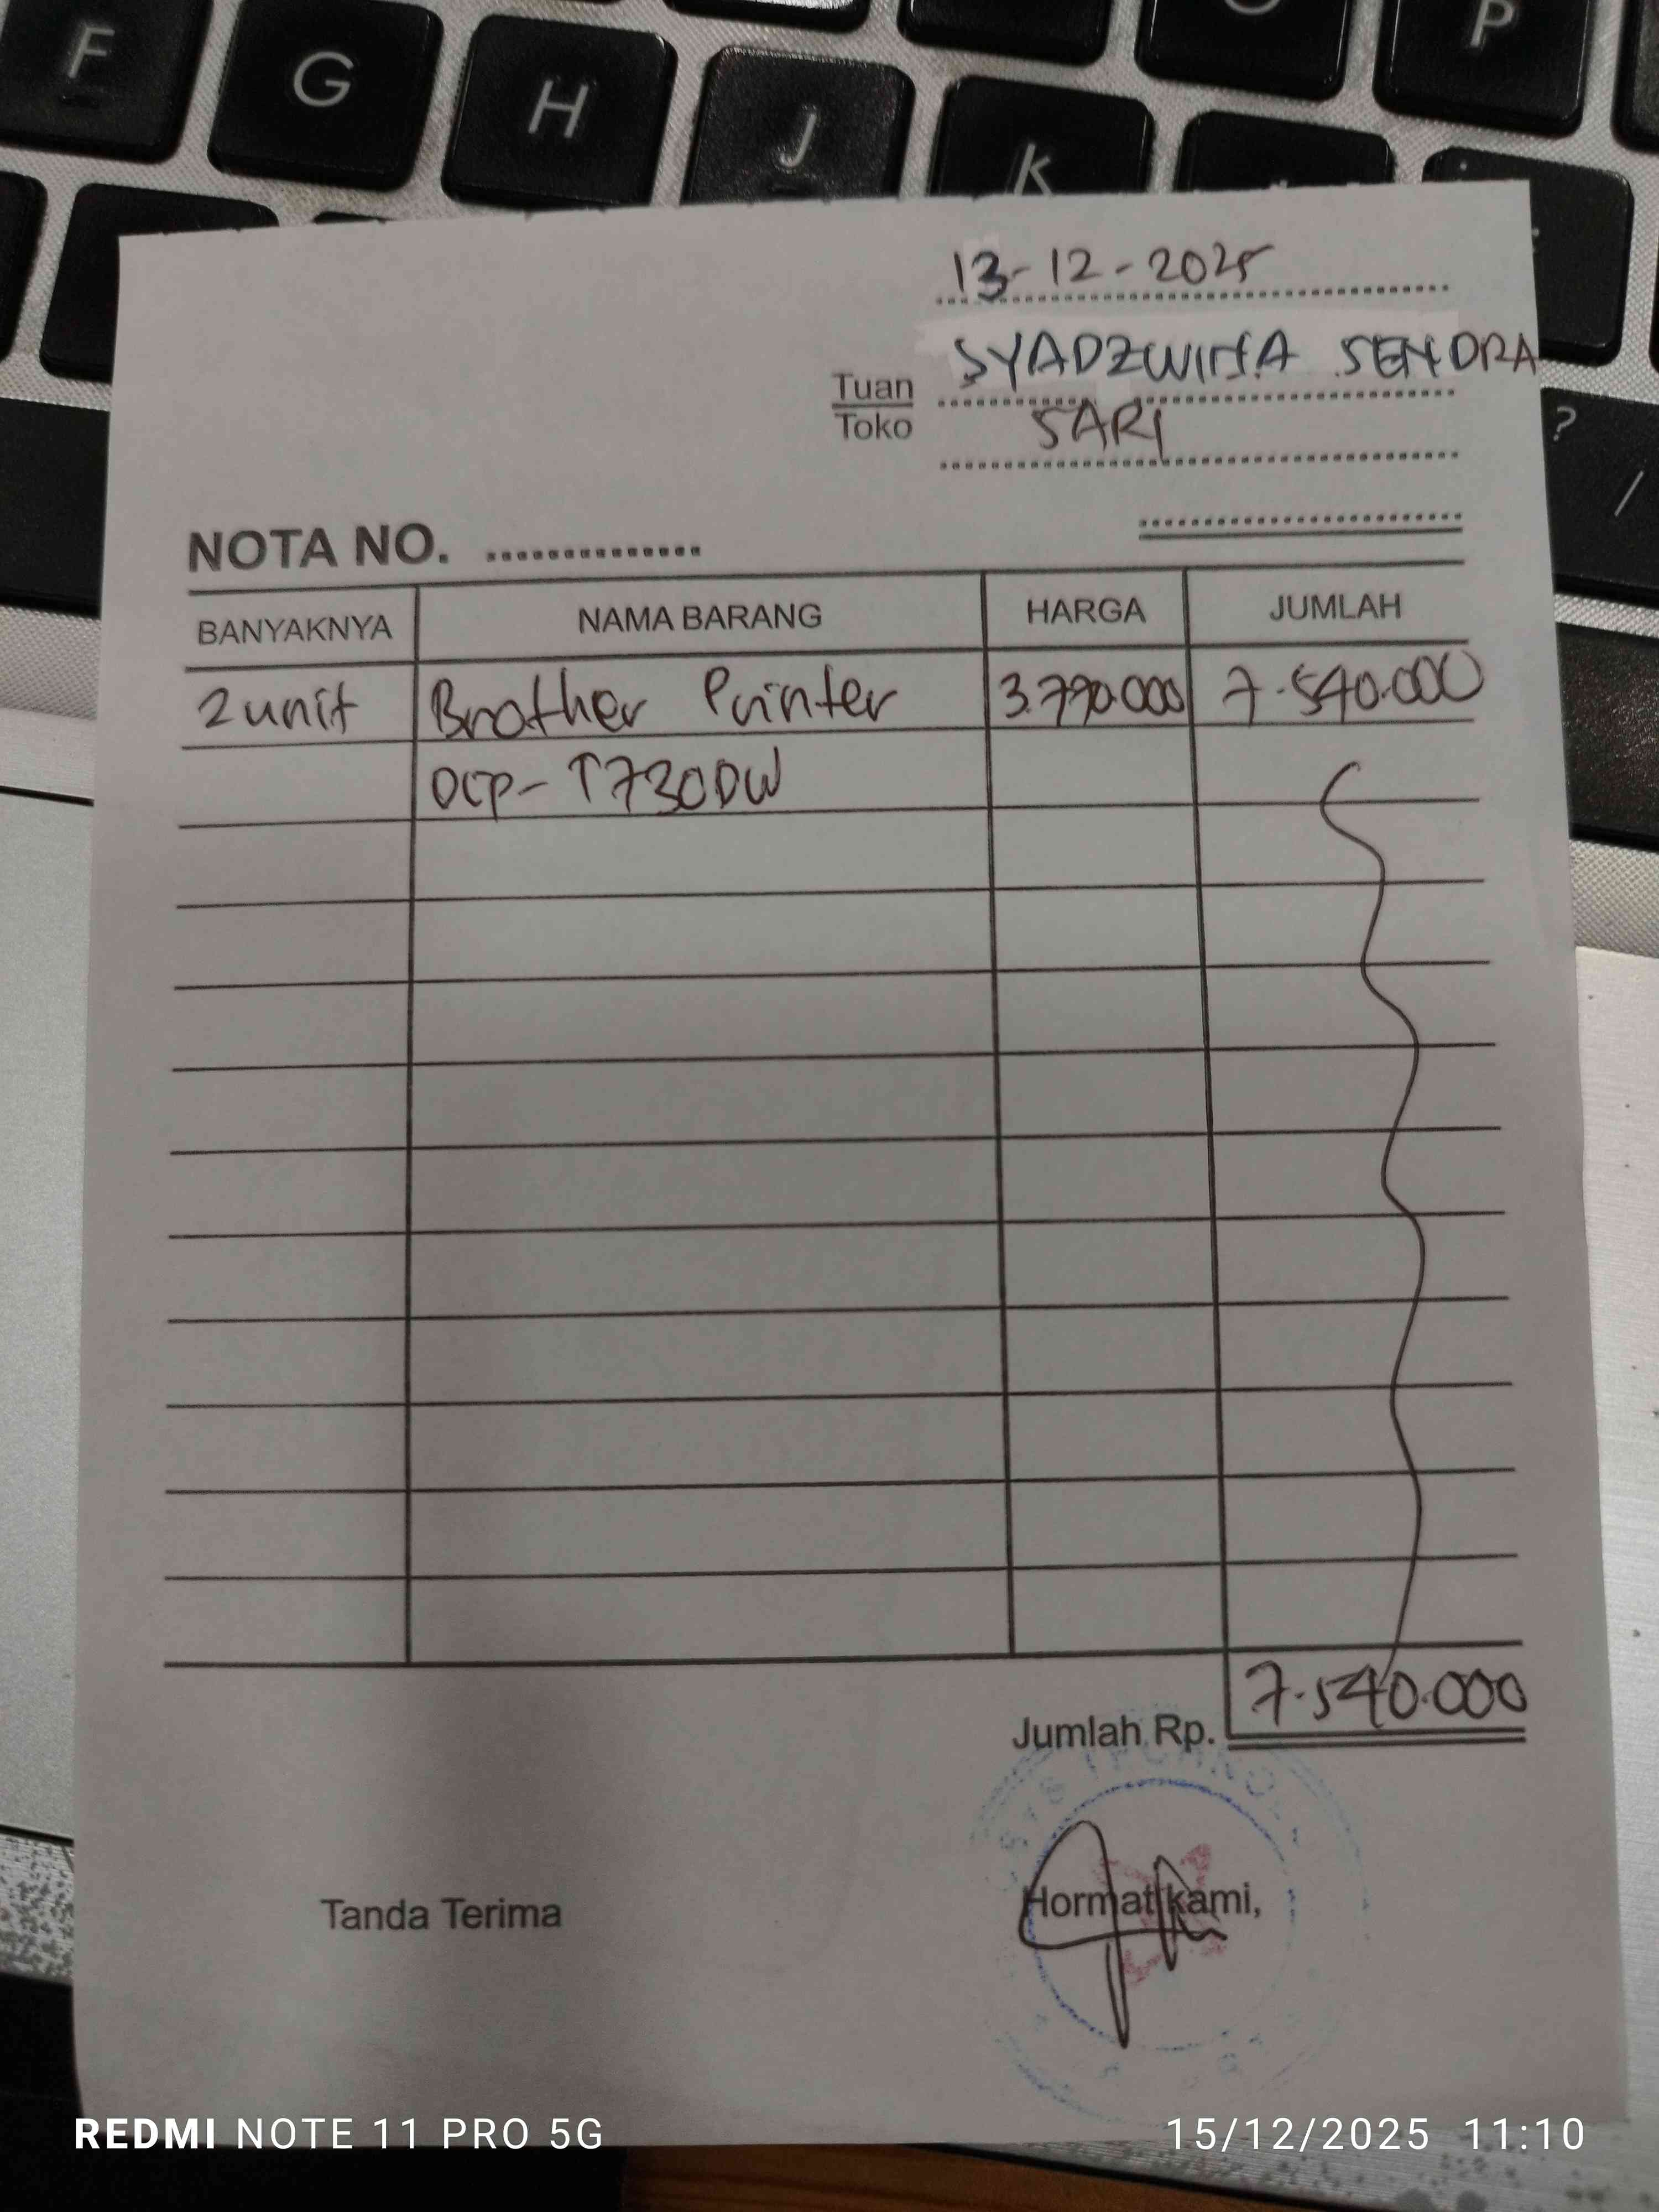 F G H J K P
13-12-2025
SYADZWINA SENDRA
Tuan
Toko
SARI
?
/
NOTA NO. ...............
BANYAKNYA NAMA BARANG HARGA JUMLAH
2 unit Brother Printer 3.770.000 7.540.000
DCP-T730DW
7.540.000
Jumlah Rp.
Tanda Terima Hormat kami,
REDMI NOTE 11 PRO 5G 15/12/2025 11:10